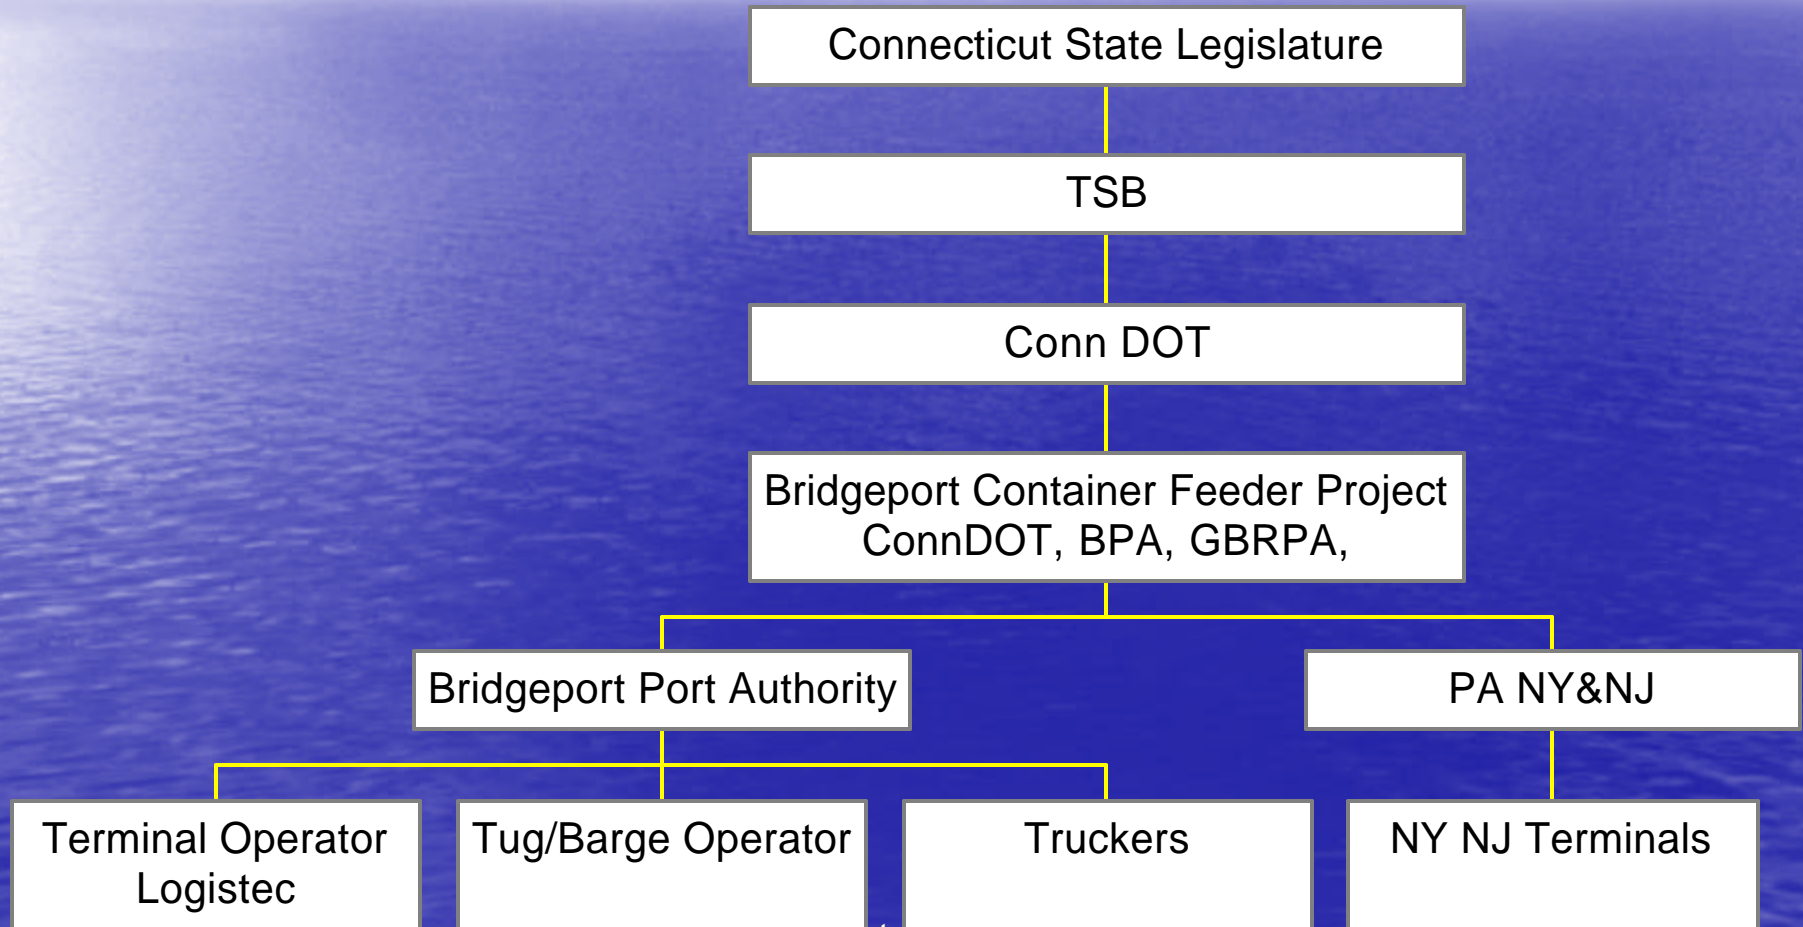 Connecticut State Legislature
TSB
Conn DOT
Bridgeport Container Feeder Project
ConnDOT, BPA, GBRPA,
Bridgeport Port Authority
PA NY&NJ
Terminal Operator
Logistec
Tug/Barge Operator
Truckers
NY NJ Terminals